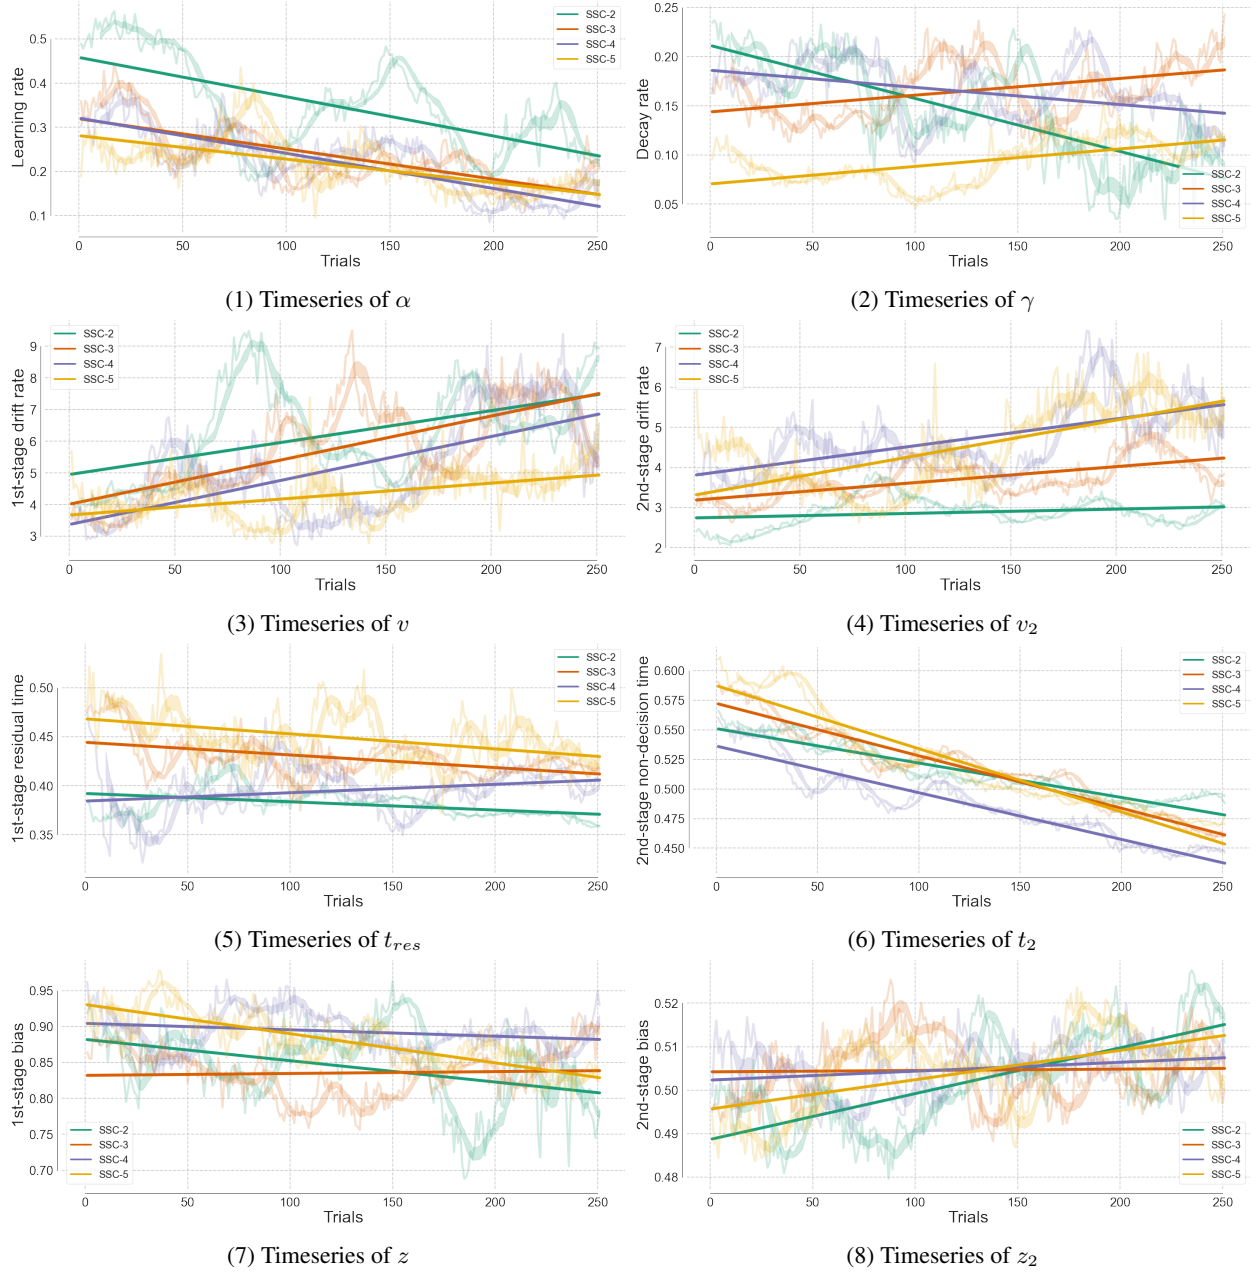 Learning rate
0.5
0.4
0.3
0.2
0.1
0 50 100 150 200 250
Trials
SSC-2
SSC-3
SSC-4
SSC-5
(1) Timeseries of α
Decay rate
0.25
0.20
0.15
0.10
0.05
0 50 100 150 200 250
Trials
SSC-2
SSC-3
SSC-4
SSC-5
(2) Timeseries of γ
1st-stage drift rate
9
8
7
6
5
4
3
0 50 100 150 200 250
Trials
SSC-2
SSC-3
SSC-4
SSC-5
(3) Timeseries of v
2nd-stage drift rate
7
6
5
4
3
2
0 50 100 150 200 250
Trials
SSC-2
SSC-3
SSC-4
SSC-5
(4) Timeseries of v₂
1st-stage residual time
0.50
0.45
0.40
0.35
0 50 100 150 200 250
Trials
SSC-2
SSC-3
SSC-4
SSC-5
(5) Timeseries of t_res
2nd-stage non-decision time
0.600
0.575
0.550
0.525
0.500
0.475
0.450
0 50 100 150 200 250
Trials
SSC-2
SSC-3
SSC-4
SSC-5
(6) Timeseries of t₂
1st-stage bias
0.95
0.90
0.85
0.80
0.75
0.70
0 50 100 150 200 250
Trials
SSC-2
SSC-3
SSC-4
SSC-5
(7) Timeseries of z
2nd-stage bias
0.52
0.51
0.50
0.49
0.48
0 50 100 150 200 250
Trials
SSC-2
SSC-3
SSC-4
SSC-5
(8) Timeseries of z₂